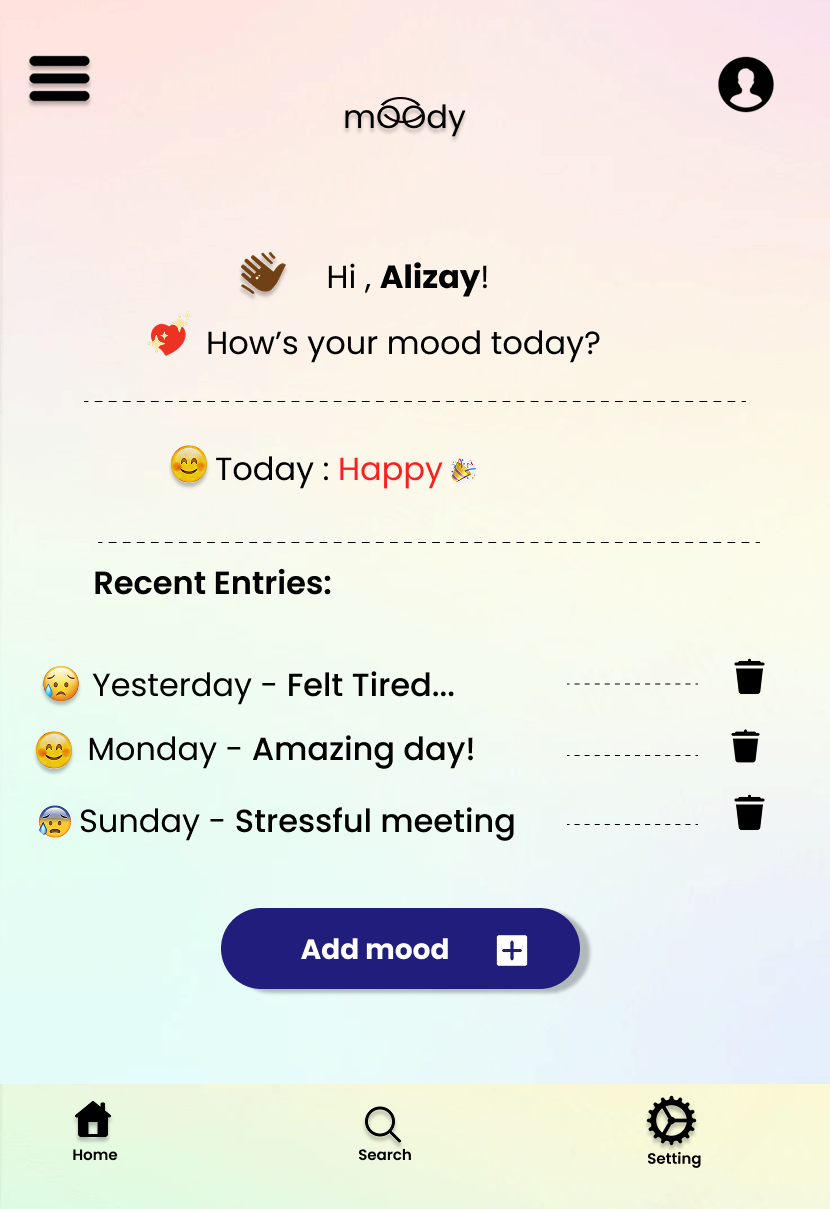 moody
Hi , Alizay!
How’s your mood today?
Today : Happy
Recent Entries:
Yesterday - Felt Tired...
Monday - Amazing day!
Sunday - Stressful meeting
Add mood
Home
Search
Setting